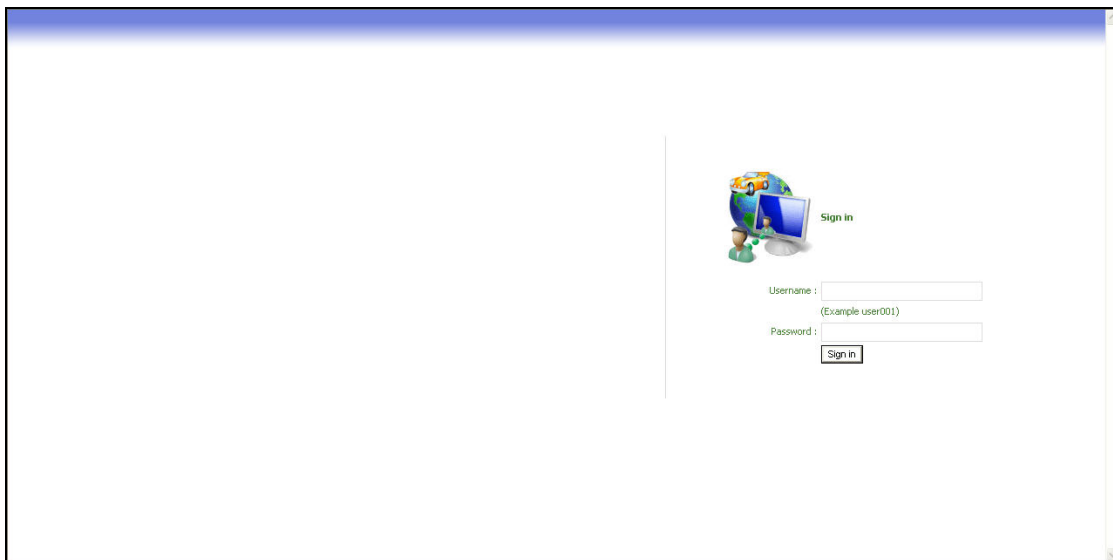 Sign in
Username :
(Example user001)
Password :
Sign in